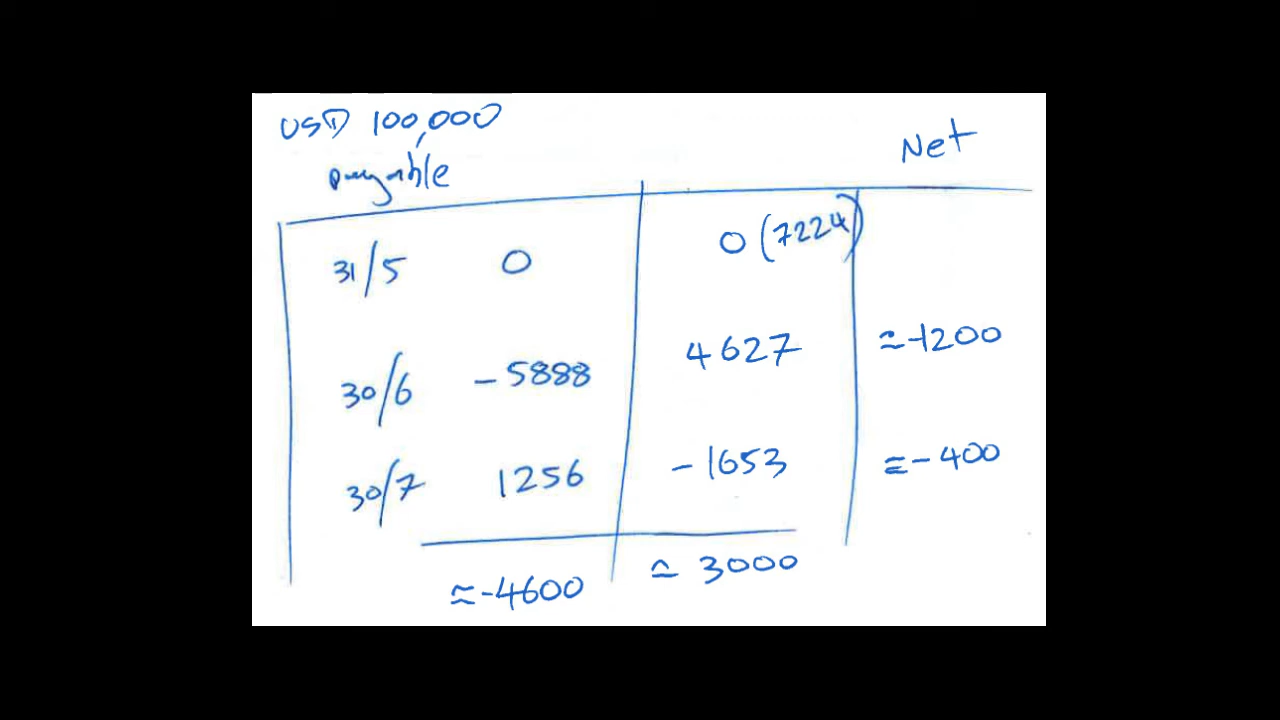 USD 100,000
payable
Net
31/5 0 0 (7224)
30/6 - 5888 4627 ≈-1200
30/7 1256 - 1653 ≈-400
≈-4600 ≈ 3000